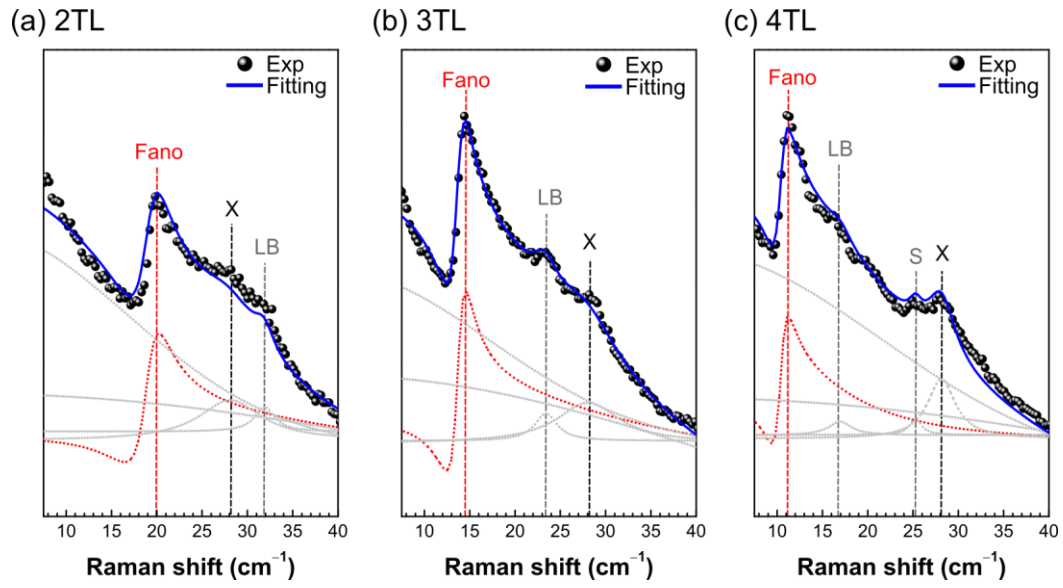 (a) 2TL
Exp
Fitting
Fano
X
LB
10 15 20 25 30 35 40
Raman shift (cm⁻¹)
(b) 3TL
Exp
Fitting
Fano
LB
X
10 15 20 25 30 35 40
Raman shift (cm⁻¹)
(c) 4TL
Exp
Fitting
Fano
LB
S
X
10 15 20 25 30 35 40
Raman shift (cm⁻¹)